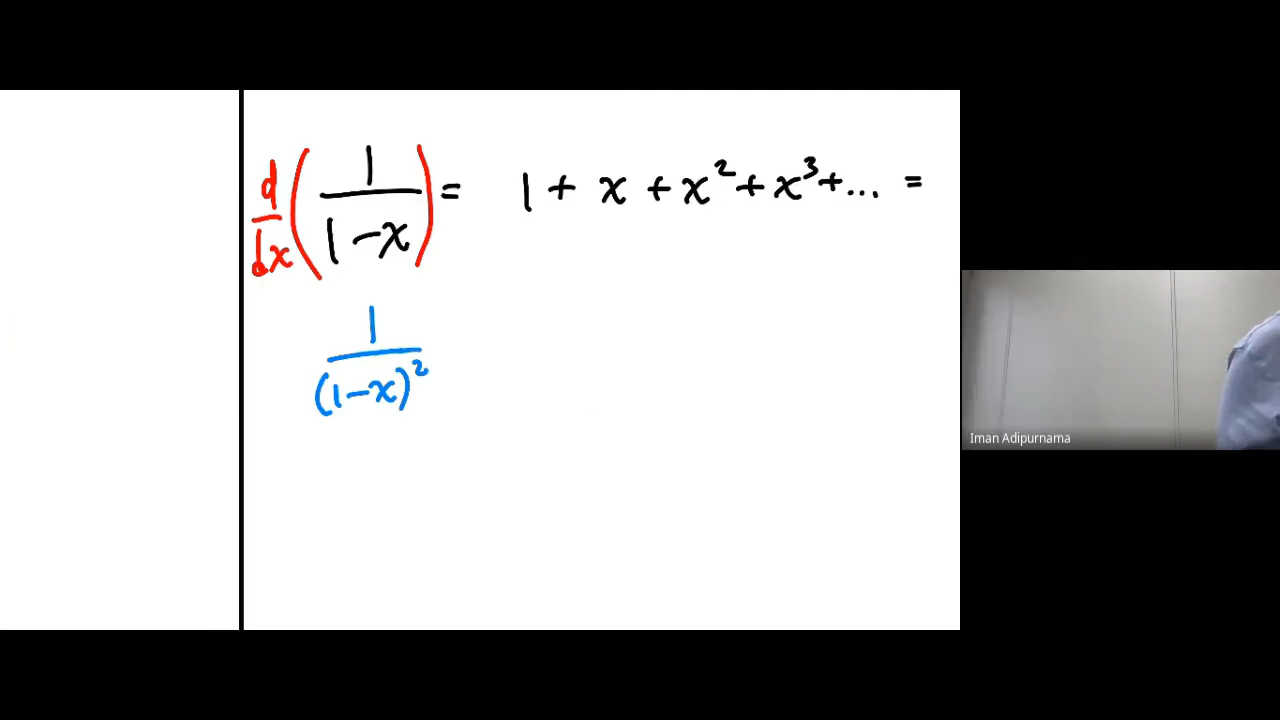 d/dx (1/(1-x)) = 1 + x + x² + x³ + ... =
1/(1-x)²
Iman Adipurnama